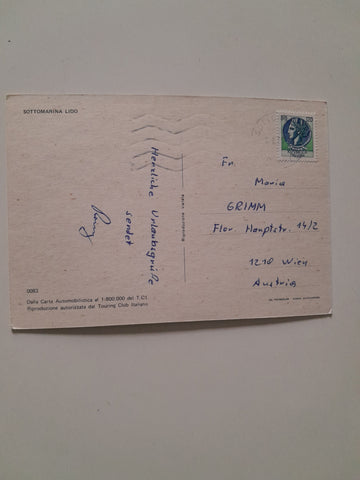 SOTTOMARINA LIDO
Herzliche Urlaubsgrüße
sendet
Fr.
Maria
GRIMM
Flor. Hauptstr. 14/2
1210 Wien
Austria
0083
Dalla Carta Automobilistica al 1:800.000 del T.C.I.
Riproduzione autorizzata dal Touring Club Italiano